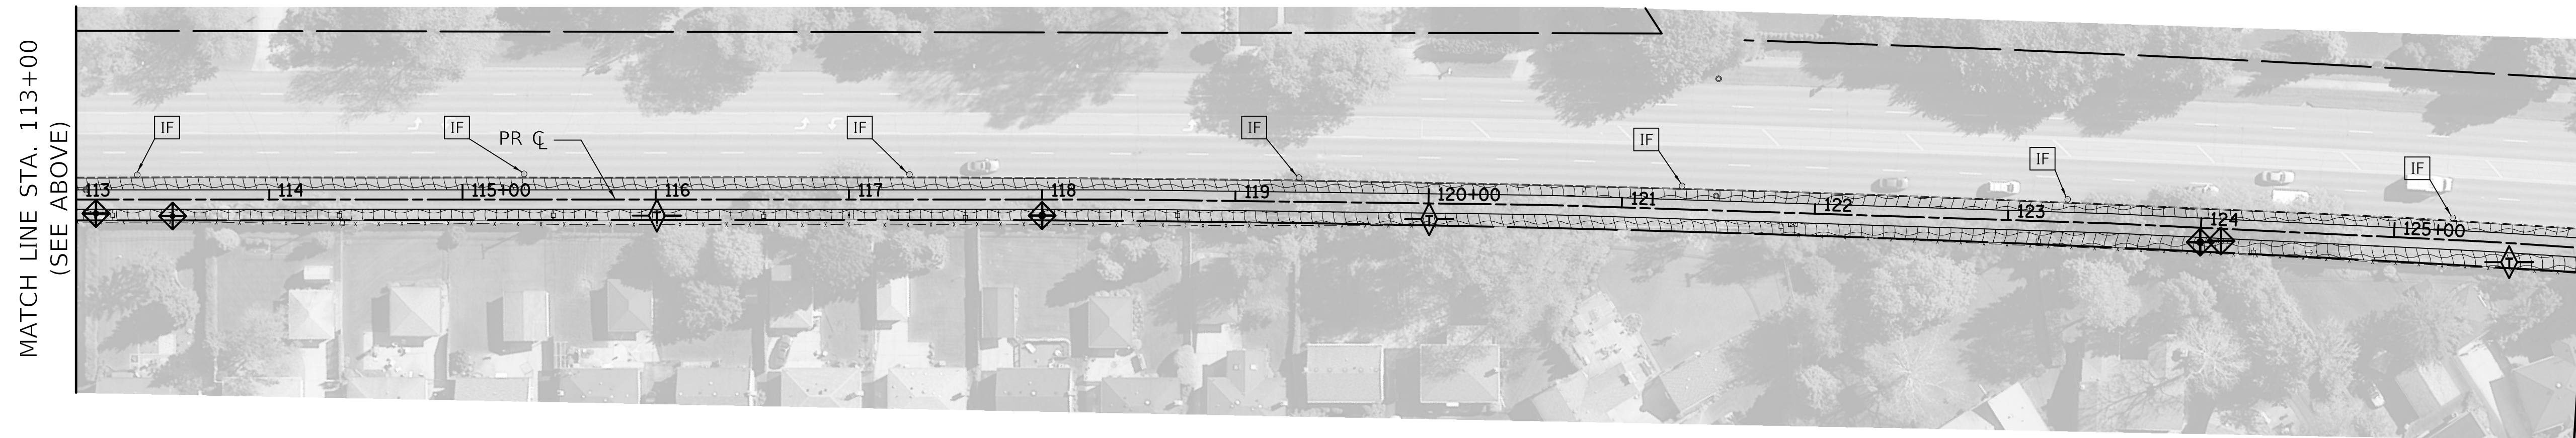 MATCH LINE STA. 113+00
(SEE ABOVE)
IF
IF
PR ℄
IF
IF
IF
IF
IF
113
114
115+00
116
117
118
119
120+00
121
122
123
124
125+00
T
T
T